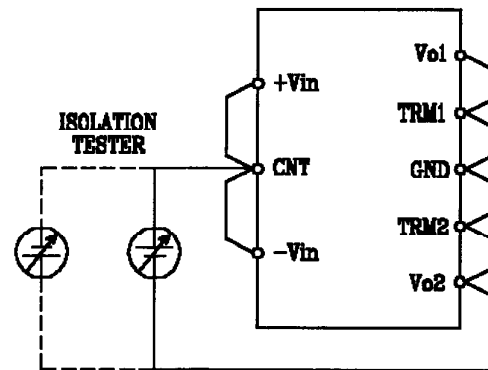 Vo1
+Vin
ISOLATION
TESTER
TRM1
CNT
GND
TRM2
-Vin
Vo2